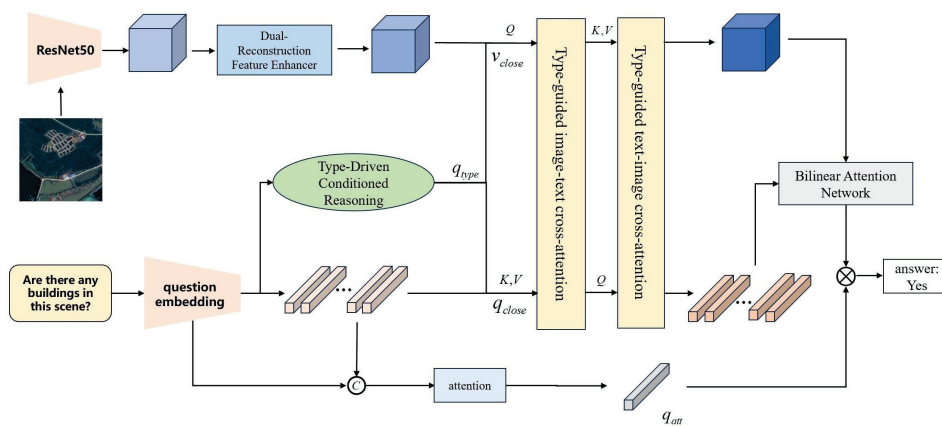 ResNet50
Dual-
Reconstruction
Feature Enhancer
Q
v_close
K,V
Type-guided image-text cross-attention
Type-guided text-image cross-attention
Type-Driven
Conditioned
Reasoning
q_type
Bilinear Attention
Network
Are there any
buildings in
this scene?
question
embedding
...
K,V
q_close
Q
...
answer:
Yes
C
attention
q_att